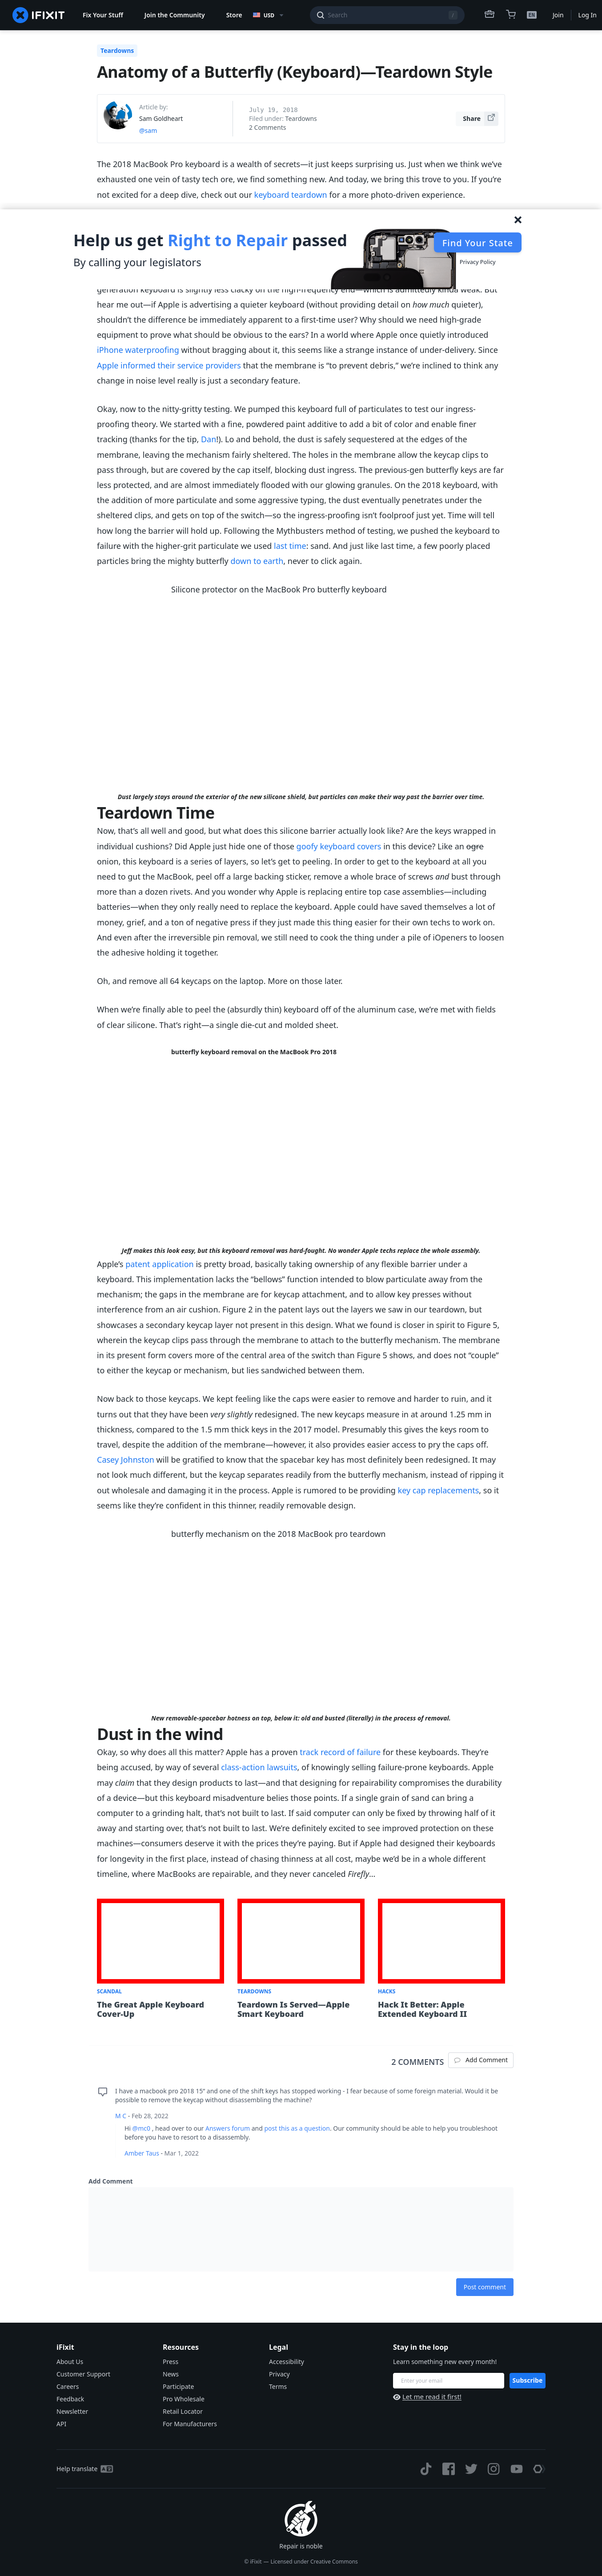 IFIXIT
Fix Your Stuff
Join the Community
Store
USD
Search
/
EN
Join
Log In
Teardowns
Anatomy of a Butterfly (Keyboard)—Teardown Style
Article by:
Sam Goldheart
@sam
July 19, 2018
Filed under: Teardowns
2 Comments
Share
The 2018 MacBook Pro keyboard is a wealth of secrets—it just keeps surprising us. Just when we think we've
exhausted one vein of tasty tech ore, we find something new. And today, we bring this trove to you. If you're
not excited for a deep dive, check out our keyboard teardown for a more photo-driven experience.
Help us get Right to Repair passed
By calling your legislators
Find Your State
Privacy Policy
generation keyboard is slightly less clacky on the high-frequency end—which is admittedly kinda weak. But
hear me out—if Apple is advertising a quieter keyboard (without providing detail on how much quieter),
shouldn't the difference be immediately apparent to a first-time user? Why should we need high-grade
equipment to prove what should be obvious to the ears? In a world where Apple once quietly introduced
iPhone waterproofing without bragging about it, this seems like a strange instance of under-delivery. Since
Apple informed their service providers that the membrane is "to prevent debris," we're inclined to think any
change in noise level really is just a secondary feature.
Okay, now to the nitty-gritty testing. We pumped this keyboard full of particulates to test our ingress-
proofing theory. We started with a fine, powdered paint additive to add a bit of color and enable finer
tracking (thanks for the tip, Dan!). Lo and behold, the dust is safely sequestered at the edges of the
membrane, leaving the mechanism fairly sheltered. The holes in the membrane allow the keycap clips to
pass through, but are covered by the cap itself, blocking dust ingress. The previous-gen butterfly keys are far
less protected, and are almost immediately flooded with our glowing granules. On the 2018 keyboard, with
the addition of more particulate and some aggressive typing, the dust eventually penetrates under the
sheltered clips, and gets on top of the switch—so the ingress-proofing isn't foolproof just yet. Time will tell
how long the barrier will hold up. Following the Mythbusters method of testing, we pushed the keyboard to
failure with the higher-grit particulate we used last time: sand. And just like last time, a few poorly placed
particles bring the mighty butterfly down to earth, never to click again.
Silicone protector on the MacBook Pro butterfly keyboard
Dust largely stays around the exterior of the new silicone shield, but particles can make their way past the barrier over time.
Teardown Time
Now, that's all well and good, but what does this silicone barrier actually look like? Are the keys wrapped in
individual cushions? Did Apple just hide one of those goofy keyboard covers in this device? Like an ogre
onion, this keyboard is a series of layers, so let's get to peeling. In order to get to the keyboard at all you
need to gut the MacBook, peel off a large backing sticker, remove a whole brace of screws and bust through
more than a dozen rivets. And you wonder why Apple is replacing entire top case assemblies—including
batteries—when they only really need to replace the keyboard. Apple could have saved themselves a lot of
money, grief, and a ton of negative press if they just made this thing easier for their own techs to work on.
And even after the irreversible pin removal, we still need to cook the thing under a pile of iOpeners to loosen
the adhesive holding it together.
Oh, and remove all 64 keycaps on the laptop. More on those later.
When we're finally able to peel the (absurdly thin) keyboard off of the aluminum case, we're met with fields
of clear silicone. That's right—a single die-cut and molded sheet.
butterfly keyboard removal on the MacBook Pro 2018
Jeff makes this look easy, but this keyboard removal was hard-fought. No wonder Apple techs replace the whole assembly.
Apple's patent application is pretty broad, basically taking ownership of any flexible barrier under a
keyboard. This implementation lacks the "bellows" function intended to blow particulate away from the
mechanism; the gaps in the membrane are for keycap attachment, and to allow key presses without
interference from an air cushion. Figure 2 in the patent lays out the layers we saw in our teardown, but
showcases a secondary keycap layer not present in this design. What we found is closer in spirit to Figure 5,
wherein the keycap clips pass through the membrane to attach to the butterfly mechanism. The membrane
in its present form covers more of the central area of the switch than Figure 5 shows, and does not "couple"
to either the keycap or mechanism, but lies sandwiched between them.
Now back to those keycaps. We kept feeling like the caps were easier to remove and harder to ruin, and it
turns out that they have been very slightly redesigned. The new keycaps measure in at around 1.25 mm in
thickness, compared to the 1.5 mm thick keys in the 2017 model. Presumably this gives the keys room to
travel, despite the addition of the membrane—however, it also provides easier access to pry the caps off.
Casey Johnston will be gratified to know that the spacebar key has most definitely been redesigned. It may
not look much different, but the keycap separates readily from the butterfly mechanism, instead of ripping it
out wholesale and damaging it in the process. Apple is rumored to be providing key cap replacements, so it
seems like they're confident in this thinner, readily removable design.
butterfly mechanism on the 2018 MacBook pro teardown
New removable-spacebar hotness on top, below it: old and busted (literally) in the process of removal.
Dust in the wind
Okay, so why does all this matter? Apple has a proven track record of failure for these keyboards. They're
being accused, by way of several class-action lawsuits, of knowingly selling failure-prone keyboards. Apple
may claim that they design products to last—and that designing for repairability compromises the durability
of a device—but this keyboard misadventure belies those points. If a single grain of sand can bring a
computer to a grinding halt, that's not built to last. If said computer can only be fixed by throwing half of it
away and starting over, that's not built to last. We're definitely excited to see improved protection on these
machines—consumers deserve it with the prices they're paying. But if Apple had designed their keyboards
for longevity in the first place, instead of chasing thinness at all cost, maybe we'd be in a whole different
timeline, where MacBooks are repairable, and they never canceled Firefly...
SCANDAL
The Great Apple Keyboard
Cover-Up
TEARDOWNS
Teardown Is Served—Apple
Smart Keyboard
HACKS
Hack It Better: Apple
Extended Keyboard II
2 COMMENTS
Add Comment
I have a macbook pro 2018 15" and one of the shift keys has stopped working - I fear because of some foreign material. Would it be
possible to remove the keycap without disassembling the machine?
M C - Feb 28, 2022
Hi @mc0 , head over to our Answers forum and post this as a question. Our community should be able to help you troubleshoot
before you have to resort to a disassembly.
Amber Taus - Mar 1, 2022
Add Comment
Post comment
iFixit
About Us
Customer Support
Careers
Feedback
Newsletter
API
Resources
Press
News
Participate
Pro Wholesale
Retail Locator
For Manufacturers
Legal
Accessibility
Privacy
Terms
Stay in the loop
Learn something new every month!
Enter your email
Subscribe
Let me read it first!
Help translate
Repair is noble
© iFixit — Licensed under Creative Commons